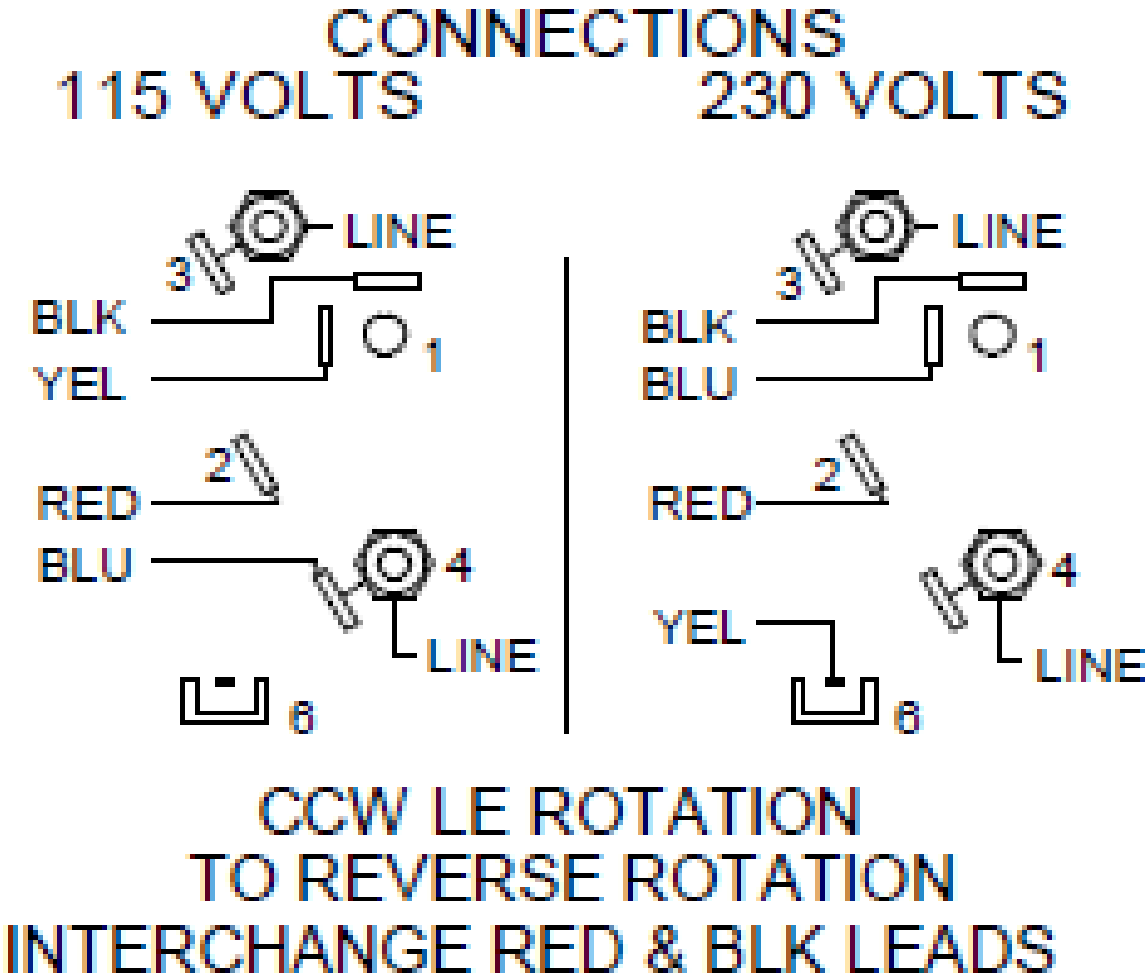 CONNECTIONS
115 VOLTS 230 VOLTS
LINE LINE
3 3
BLK BLK
1 1
YEL BLU
2 2
RED RED
BLU 4 4
YEL
LINE LINE
6 6
CCW LE ROTATION
TO REVERSE ROTATION
INTERCHANGE RED & BLK LEADS